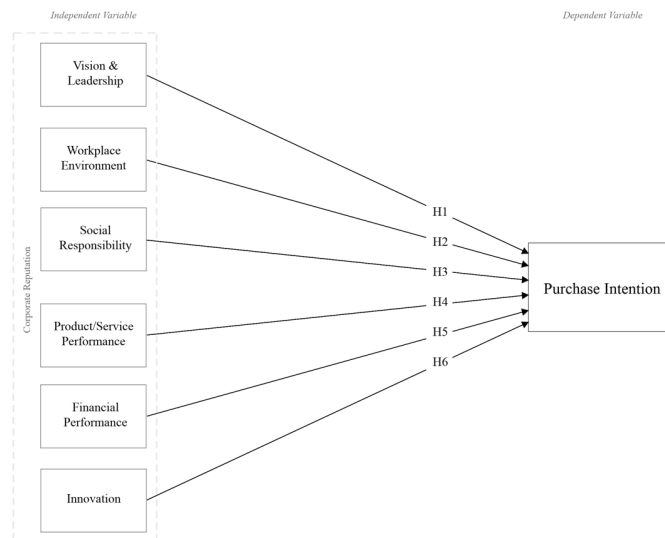 Independent Variable
Dependent Variable
Vision &
Leadership
Workplace
Environment
Social
Responsibility
Corporate Reputation
Product/Service
Performance
Financial
Performance
Innovation
H1
H2
H3
H4
H5
H6
Purchase Intention